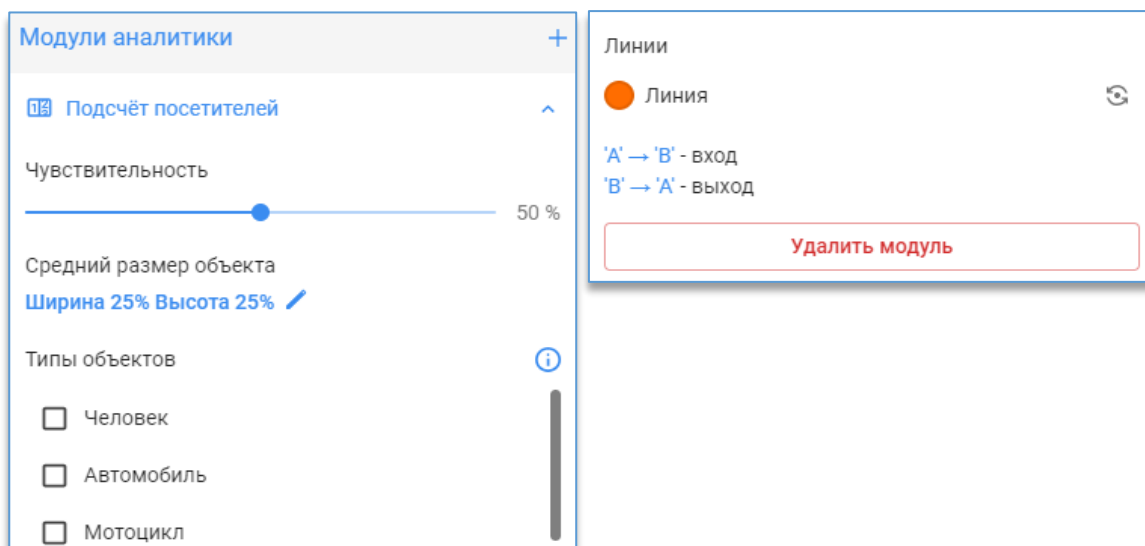 Модули аналитики
Подсчёт посетителей
Чувствительность
50 %
Средний размер объекта
Ширина 25% Высота 25%
Типы объектов
Человек
Автомобиль
Мотоцикл
Линии
Линия
'A' → 'B' - вход
'B' → 'A' - выход
Удалить модуль